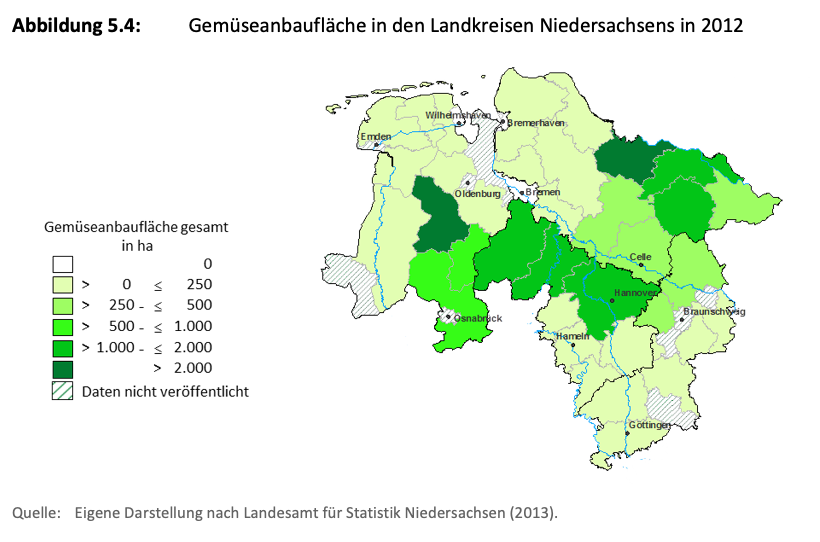 Abbildung 5.4: Gemüseanbaufläche in den Landkreisen Niedersachsens in 2012
Wilhelmshaven
Bremerhaven
Emden
Oldenburg
Bremen
Gemüseanbaufläche gesamt
in ha
0
> 0 ≤ 250
> 250 - ≤ 500
> 500 - ≤ 1.000
> 1.000 - ≤ 2.000
> 2.000
Daten nicht veröffentlicht
Celle
Hannover
Braunschweig
Osnabrück
Hameln
Göttingen
Quelle: Eigene Darstellung nach Landesamt für Statistik Niedersachsen (2013).